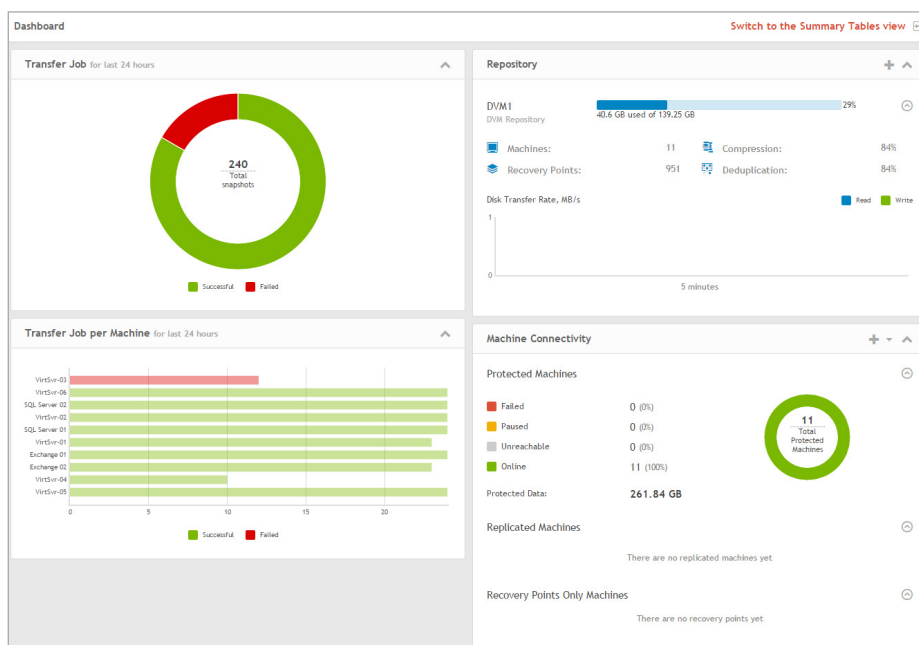 Dashboard
Switch to the Summary Tables view
Transfer Job for last 24 hours
240
Total
snapshots
Successful Failed
Transfer Job per Machine for last 24 hours
VirtSvr-03
VirtSvr-06
SQL Server 02
VirtSvr-02
SQL Server 01
VirtSvr-01
Exchange 01
Exchange 02
VirtSvr-04
VirtSvr-05
0 5 10 15 20
Successful Failed
Repository
DVM1 29%
DVM Repository 40.6 GB used of 139.25 GB
Machines: 11 Compression: 84%
Recovery Points: 951 Deduplication: 84%
Disk Transfer Rate, MB/s Read Write
1
0
5 minutes
Machine Connectivity
Protected Machines
Failed 0 (0%)
Paused 0 (0%)
Unreachable 0 (0%)
Online 11 (100%)
11
Total
Protected
Machines
Protected Data: 261.84 GB
Replicated Machines
There are no replicated machines yet
Recovery Points Only Machines
There are no recovery points yet